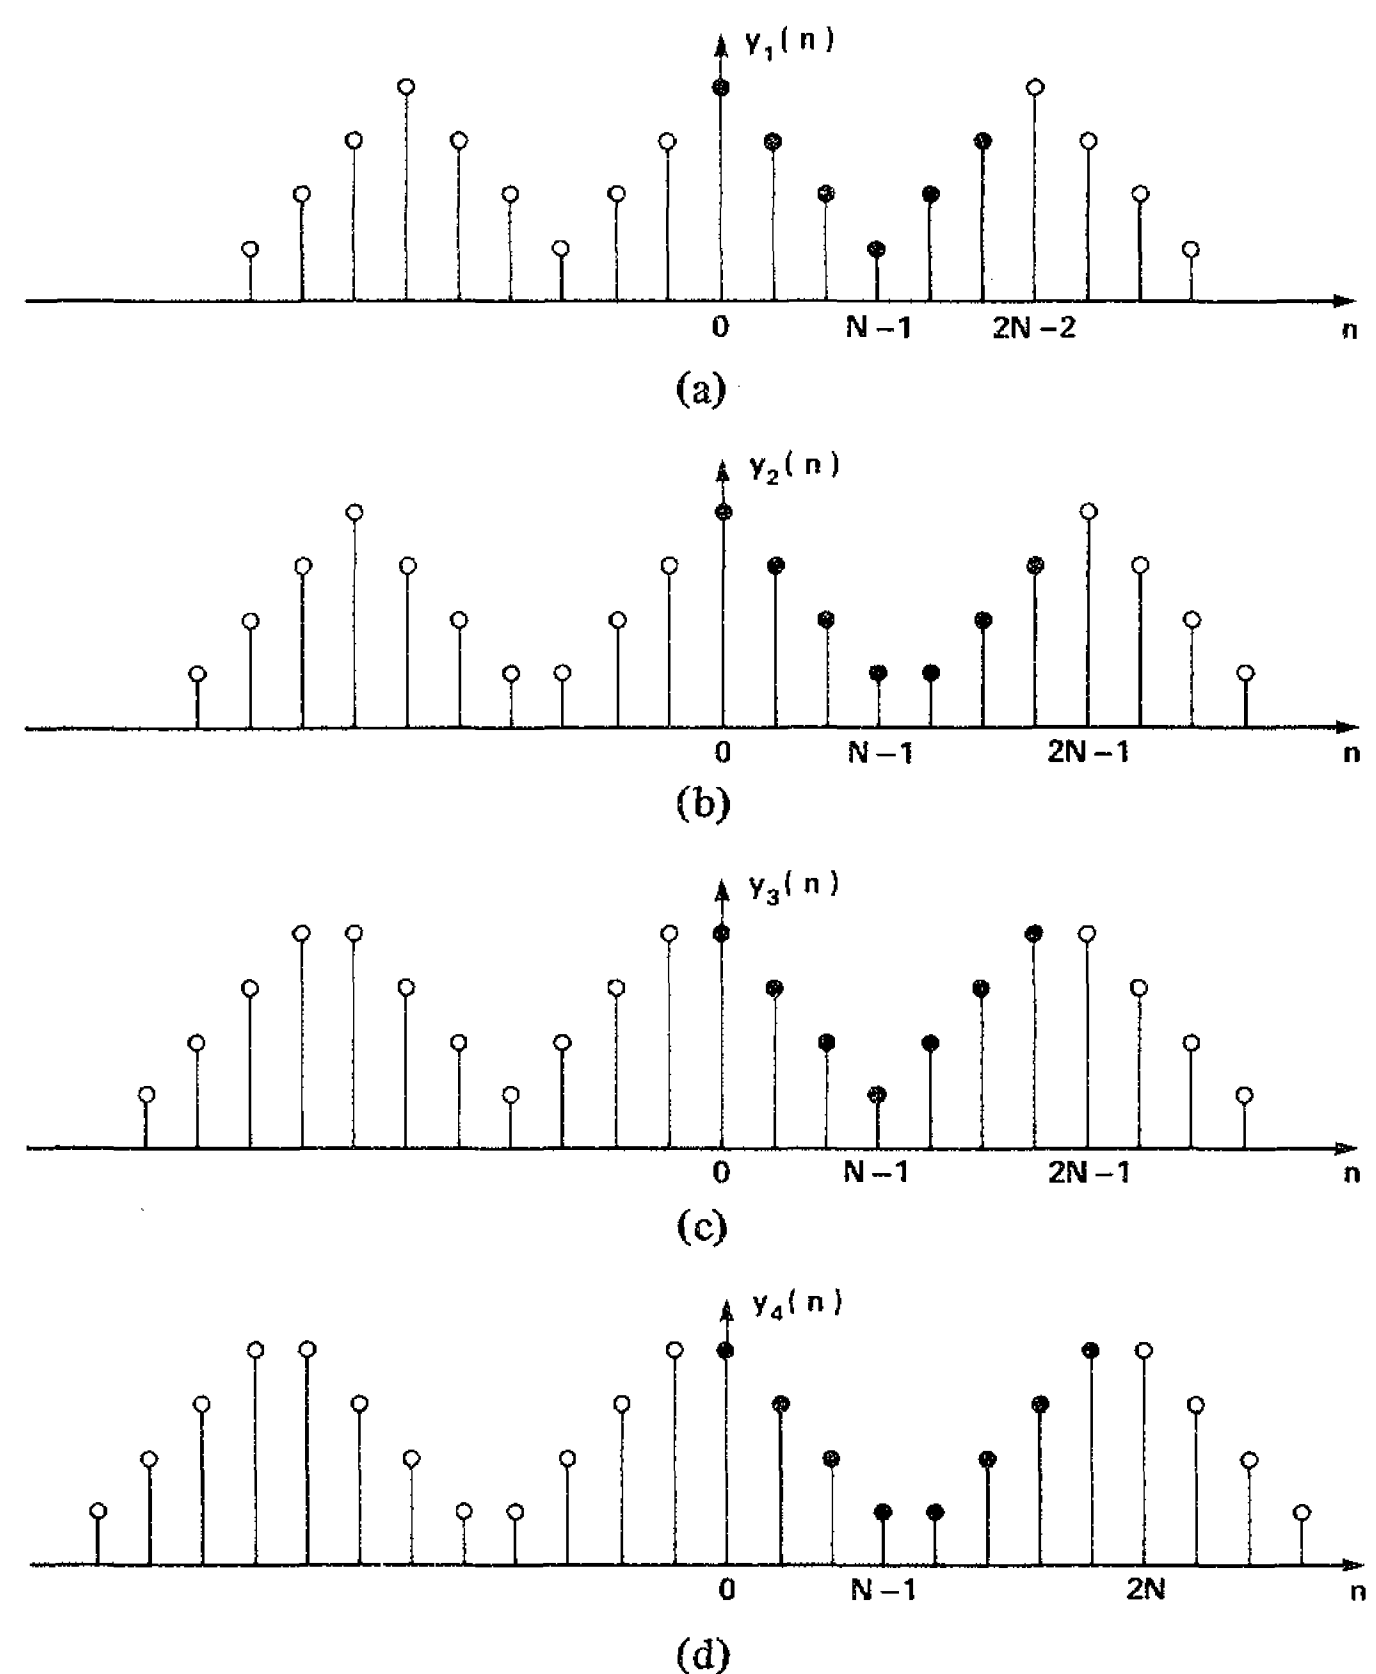 y₁(n)
0 N-1 2N-2 n
(a)
y₂(n)
0 N-1 2N-1 n
(b)
y₃(n)
0 N-1 2N-1 n
(c)
y₄(n)
0 N-1 2N n
(d)